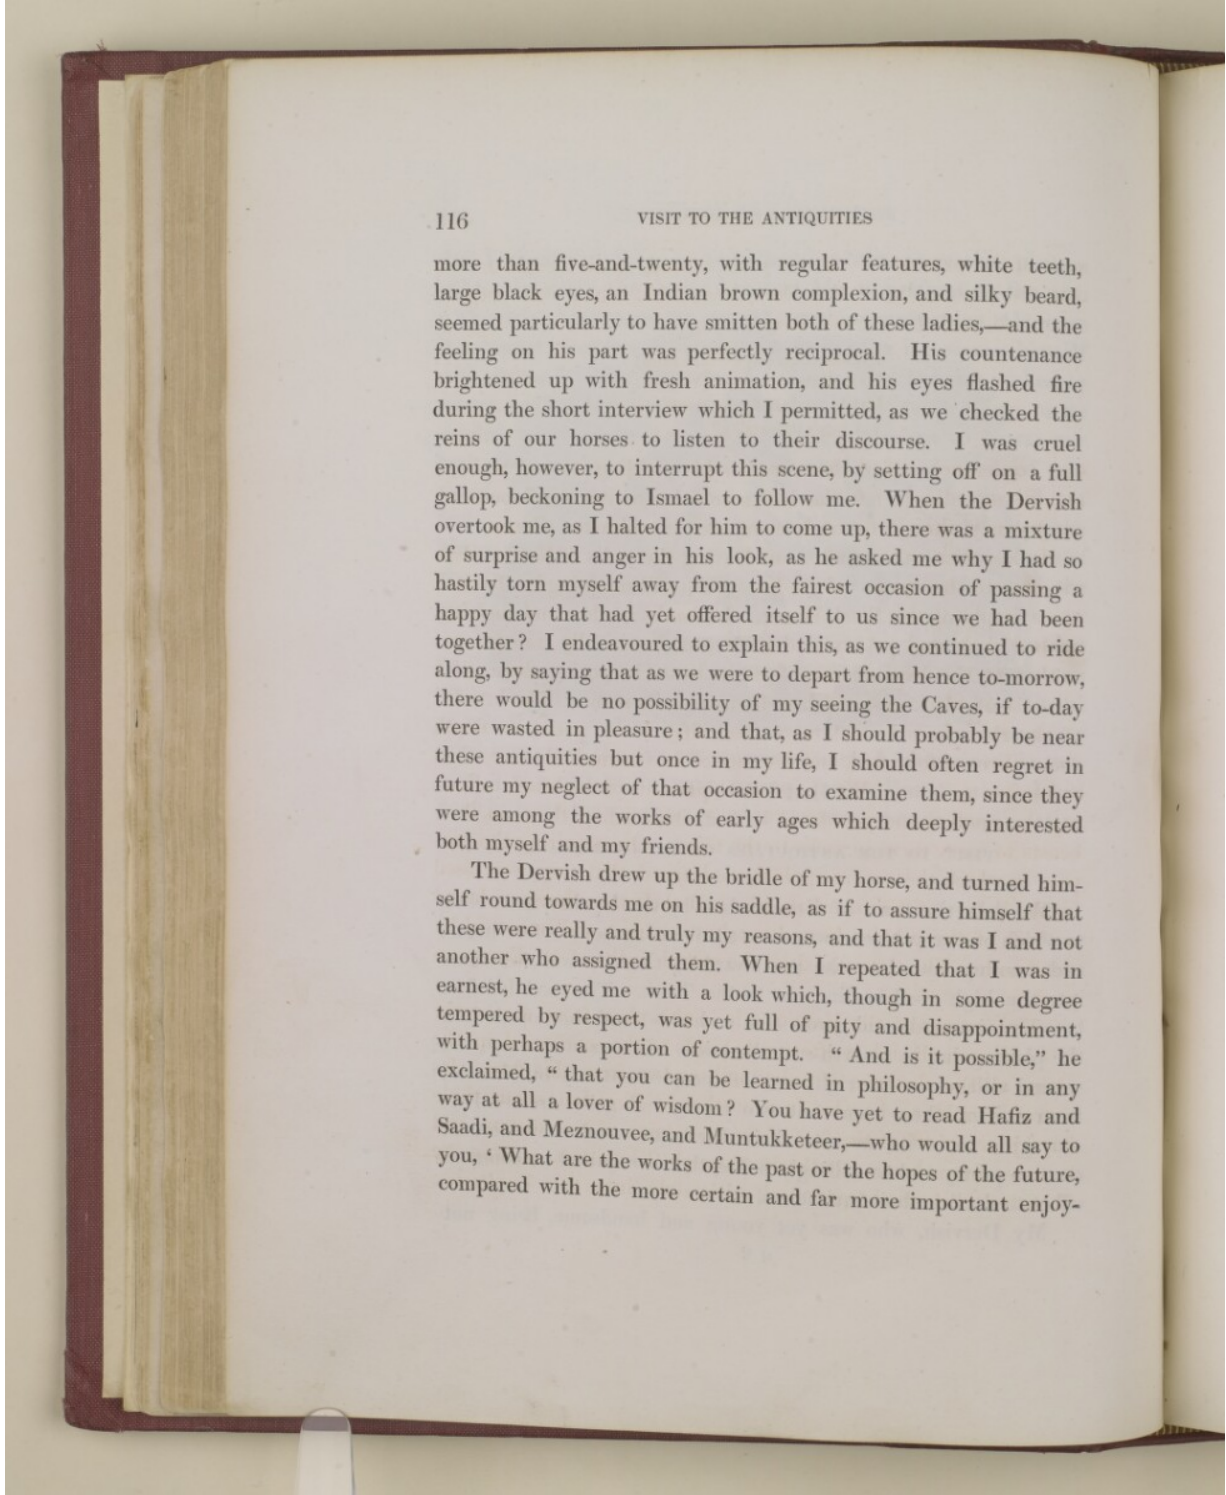 116 VISIT TO THE ANTIQUITIES
more than five-and-twenty, with regular features, white teeth,
large black eyes, an Indian brown complexion, and silky beard,
seemed particularly to have smitten both of these ladies,—and the
feeling on his part was perfectly reciprocal. His countenance
brightened up with fresh animation, and his eyes flashed fire
during the short interview which I permitted, as we checked the
reins of our horses to listen to their discourse. I was cruel
enough, however, to interrupt this scene, by setting off on a full
gallop, beckoning to Ismael to follow me. When the Dervish
overtook me, as I halted for him to come up, there was a mixture
of surprise and anger in his look, as he asked me why I had so
hastily torn myself away from the fairest occasion of passing a
happy day that had yet offered itself to us since we had been
together? I endeavoured to explain this, as we continued to ride
along, by saying that as we were to depart from hence to-morrow,
there would be no possibility of my seeing the Caves, if to-day
were wasted in pleasure; and that, as I should probably be near
these antiquities but once in my life, I should often regret in
future my neglect of that occasion to examine them, since they
were among the works of early ages which deeply interested
both myself and my friends.
The Dervish drew up the bridle of my horse, and turned him-
self round towards me on his saddle, as if to assure himself that
these were really and truly my reasons, and that it was I and not
another who assigned them. When I repeated that I was in
earnest, he eyed me with a look which, though in some degree
tempered by respect, was yet full of pity and disappointment,
with perhaps a portion of contempt. “ And is it possible,” he
exclaimed, “ that you can be learned in philosophy, or in any
way at all a lover of wisdom? You have yet to read Hafiz and
Saadi, and Meznouvee, and Muntukketeer,—who would all say to
you, ‘ What are the works of the past or the hopes of the future,
compared with the more certain and far more important enjoy-